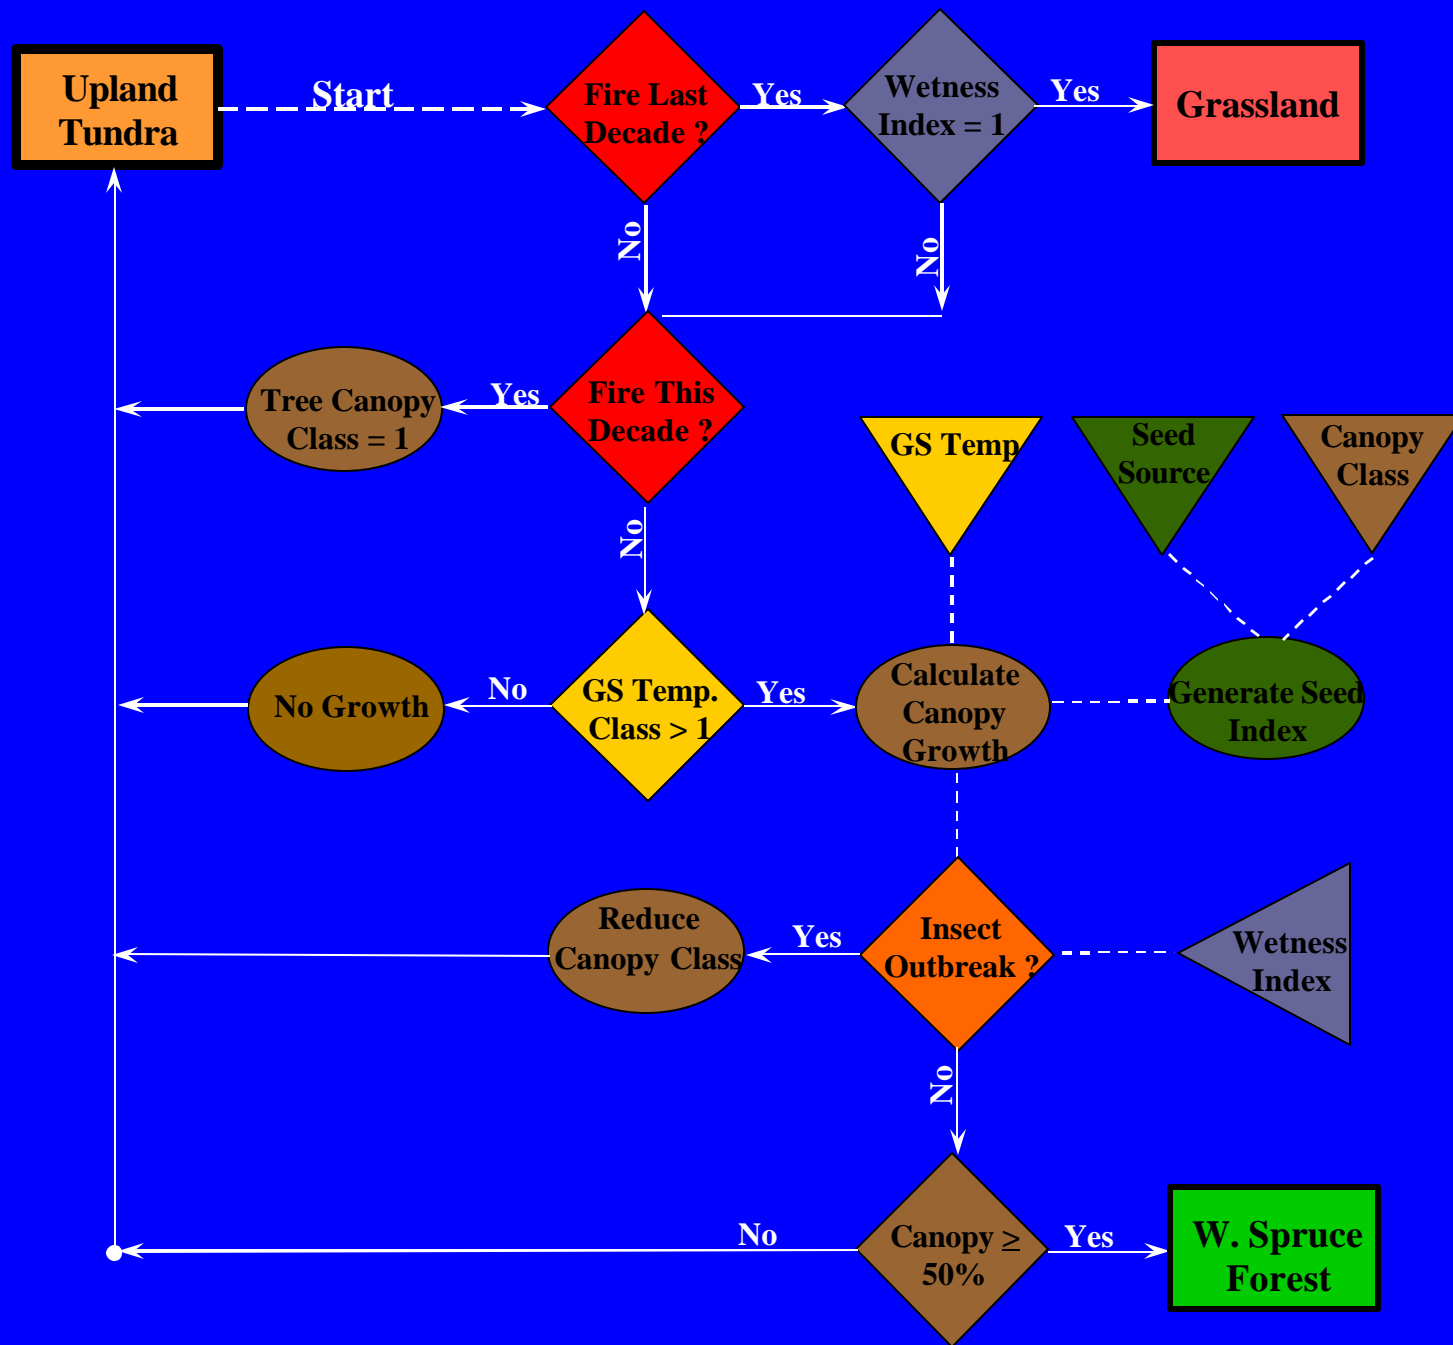 Upland
Tundra
Start
Fire Last
Decade ?
Yes
Wetness
Index = 1
Yes
Grassland
No
No
Tree Canopy
Class = 1
Yes
Fire This
Decade ?
GS Temp
Seed
Source
Canopy
Class
No
No Growth
No
GS Temp.
Class > 1
Yes
Calculate
Canopy
Growth
Generate Seed
Index
Reduce
Canopy Class
Yes
Insect
Outbreak ?
Wetness
Index
No
No
Canopy ≥
50%
Yes
W. Spruce
Forest